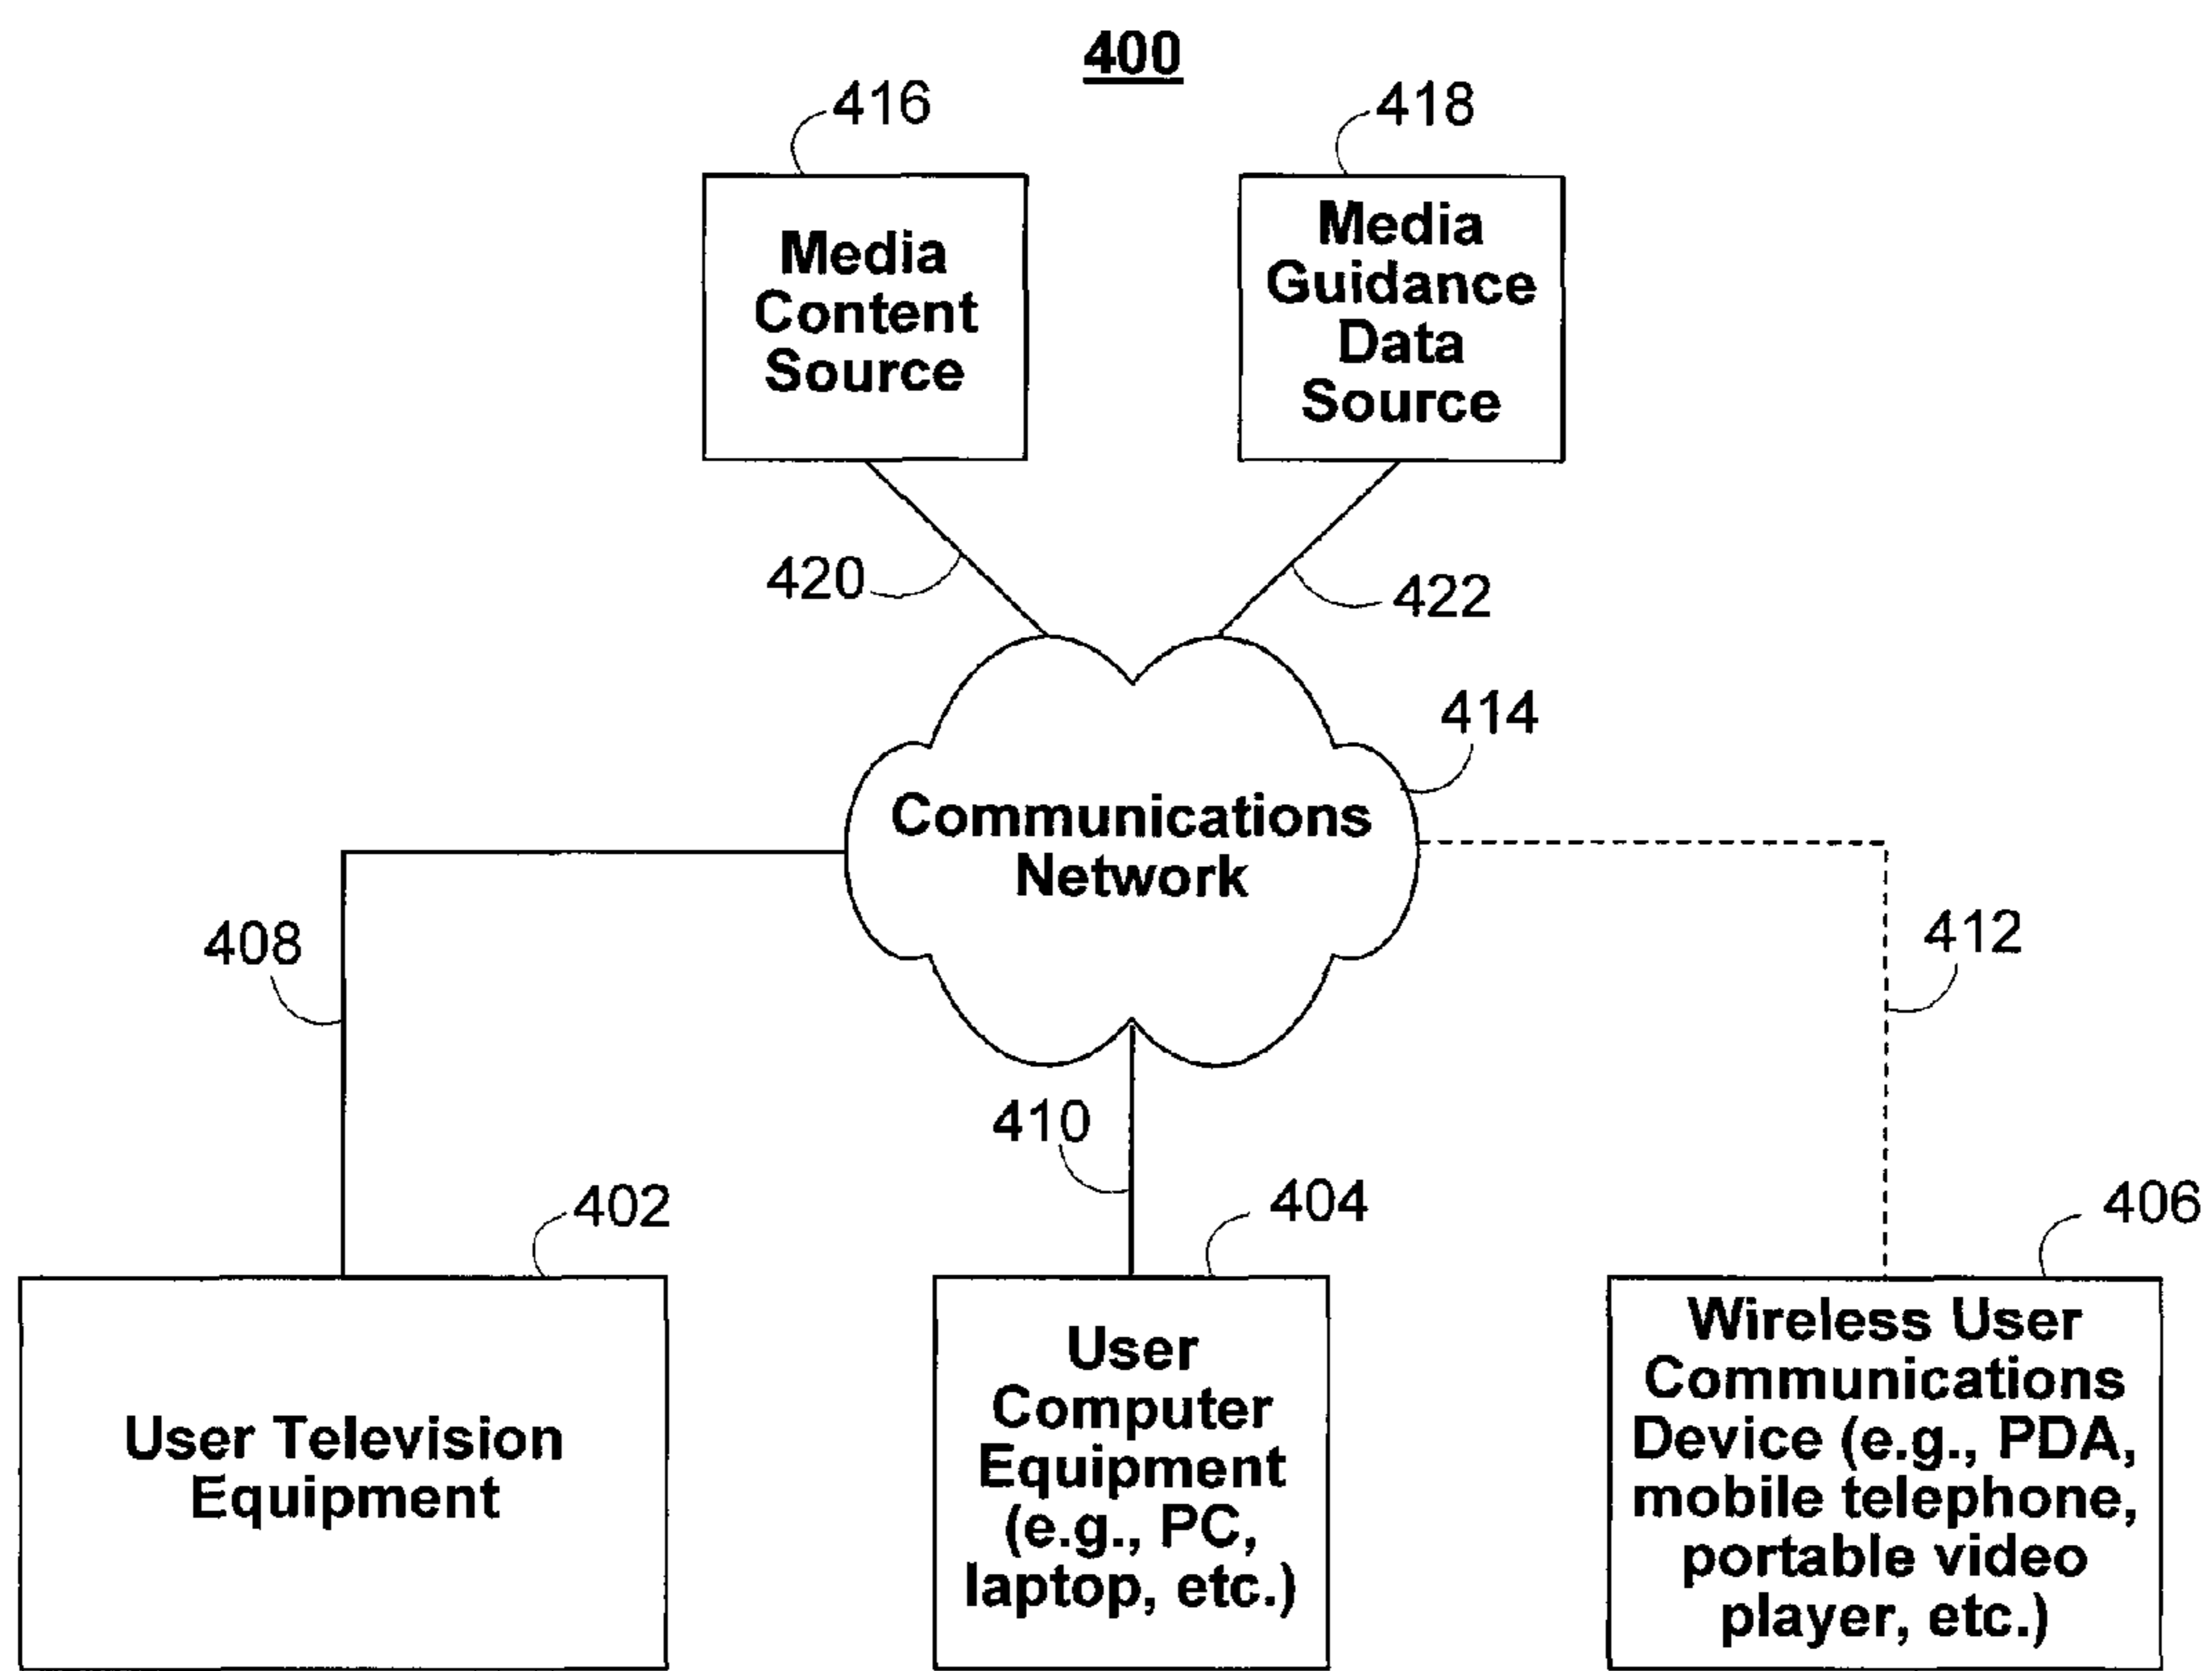 400
416
418
Media
Content
Source
Media
Guidance
Data
Source
420
422
414
Communications
Network
408
412
410
402
404
406
User Television
Equipment
User
Computer
Equipment
(e.g., PC,
laptop, etc.)
Wireless User
Communications
Device (e.g., PDA,
mobile telephone,
portable video
player, etc.)